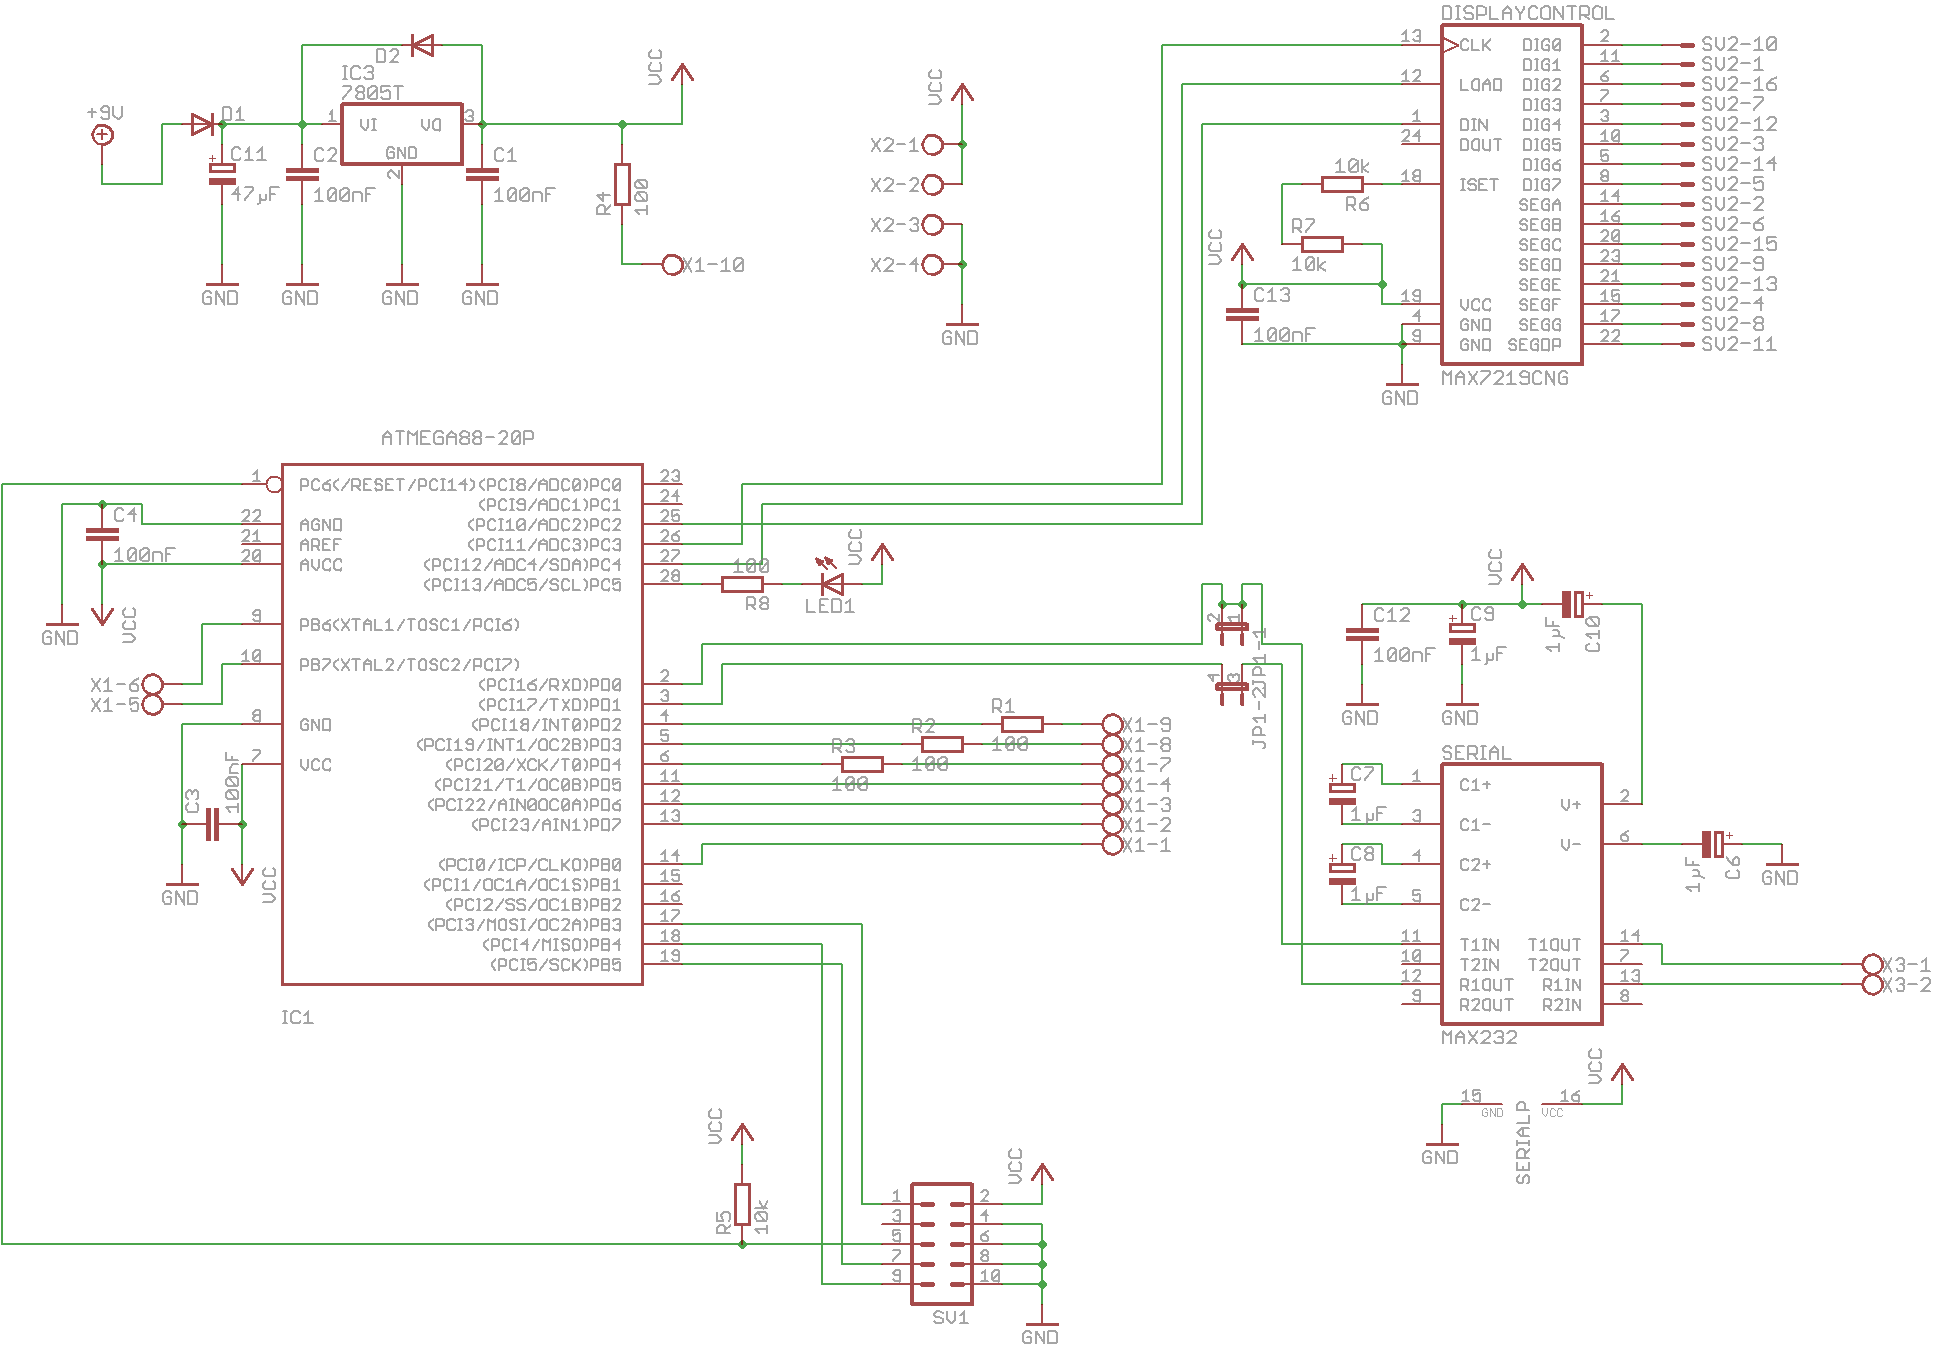 +9V
D1
C11
47µF
GND
C2
100nF
GND
D2
IC3
7805T
1
VI
VO
3
GND
2
GND
C1
100nF
GND
VCC
R4
100
X1-10
VCC
X2-1
X2-2
X2-3
X2-4
GND
DISPLAYCONTROL
13 CLK DIG0 2 SV2-10
DIG1 11 SV2-1
12 LOAD DIG2 6 SV2-16
DIG3 7 SV2-7
1 DIN DIG4 3 SV2-12
24 DOUT DIG5 10 SV2-3
DIG6 5 SV2-14
18 ISET DIG7 8 SV2-5
SEGA 14 SV2-2
SEGB 16 SV2-6
SEGC 20 SV2-15
SEGD 23 SV2-9
SEGE 21 SV2-13
19 VCC SEGF 15 SV2-4
4 GND SEGG 17 SV2-8
9 GND SEGDP 22 SV2-11
MAX7219CNG
10k
R6
R7
10k
VCC
C13
100nF
GND
ATMEGA88-20P
1 PC6(/RESET/PCI14) (PCI8/ADC0)PC0 23
(PCI9/ADC1)PC1 24
22 AGND (PCI10/ADC2)PC2 25
21 AREF (PCI11/ADC3)PC3 26
20 AVCC (PCI12/ADC4/SDA)PC4 27
(PCI13/ADC5/SCL)PC5 28
9 PB6(XTAL1/TOSC1/PCI6)
10 PB7(XTAL2/TOSC2/PCI7)
(PCI16/RXD)PD0 2
(PCI17/TXD)PD1 3
8 GND (PCI18/INT0)PD2 4
(PCI19/INT1/OC2B)PD3 5
7 VCC (PCI20/XCK/T0)PD4 6
(PCI21/T1/OC0B)PD5 11
(PCI22/AIN0OC0A)PD6 12
(PCI23/AIN1)PD7 13
(PCI0/ICP/CLKO)PB0 14
(PCI1/OC1A/OC1S)PB1 15
(PCI2/SS/OC1B)PB2 16
(PCI3/MOSI/OC2A)PB3 17
(PCI4/MISO)PB4 18
(PCI5/SCK)PB5 19
IC1
C4
100nF
GND
VCC
X1-6
X1-5
C3
100nF
GND
VCC
100
R8
LED1
VCC
R1
100
R2
100
R3
100
X1-9
X1-8
X1-7
X1-4
X1-3
X1-2
X1-1
2
1
JP1-1
4
3
JP1-2
VCC
C12
100nF
GND
C9
1µF
GND
1µF
C10
SERIAL
1 C1+
V+ 2
3 C1-
V- 6
4 C2+
5 C2-
11 T1IN T1OUT 14
10 T2IN T2OUT 7
12 R1OUT R1IN 13
9 R2OUT R2IN 8
MAX232
C7
1µF
C8
1µF
1µF
C6
GND
X3-1
X3-2
15
GND
GND
SERIALP
16
VCC
VCC
VCC
R5
10k
1 2
3 4
5 6
7 8
9 10
SV1
VCC
GND